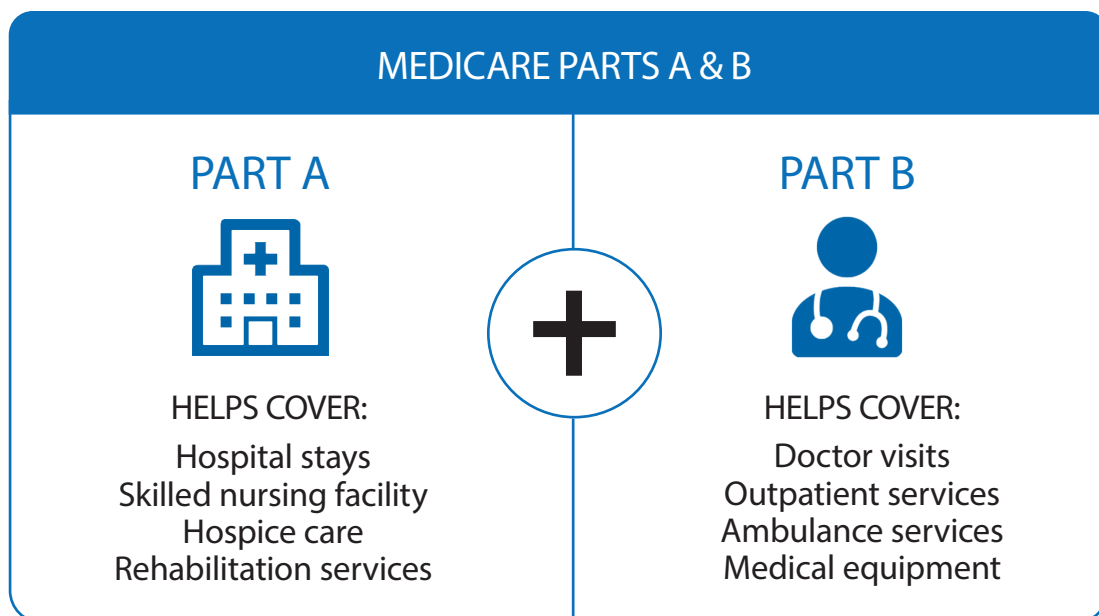 MEDICARE PARTS A & B
PART A
HELPS COVER:
Hospital stays
Skilled nursing facility
Hospice care
Rehabilitation services
PART B
HELPS COVER:
Doctor visits
Outpatient services
Ambulance services
Medical equipment